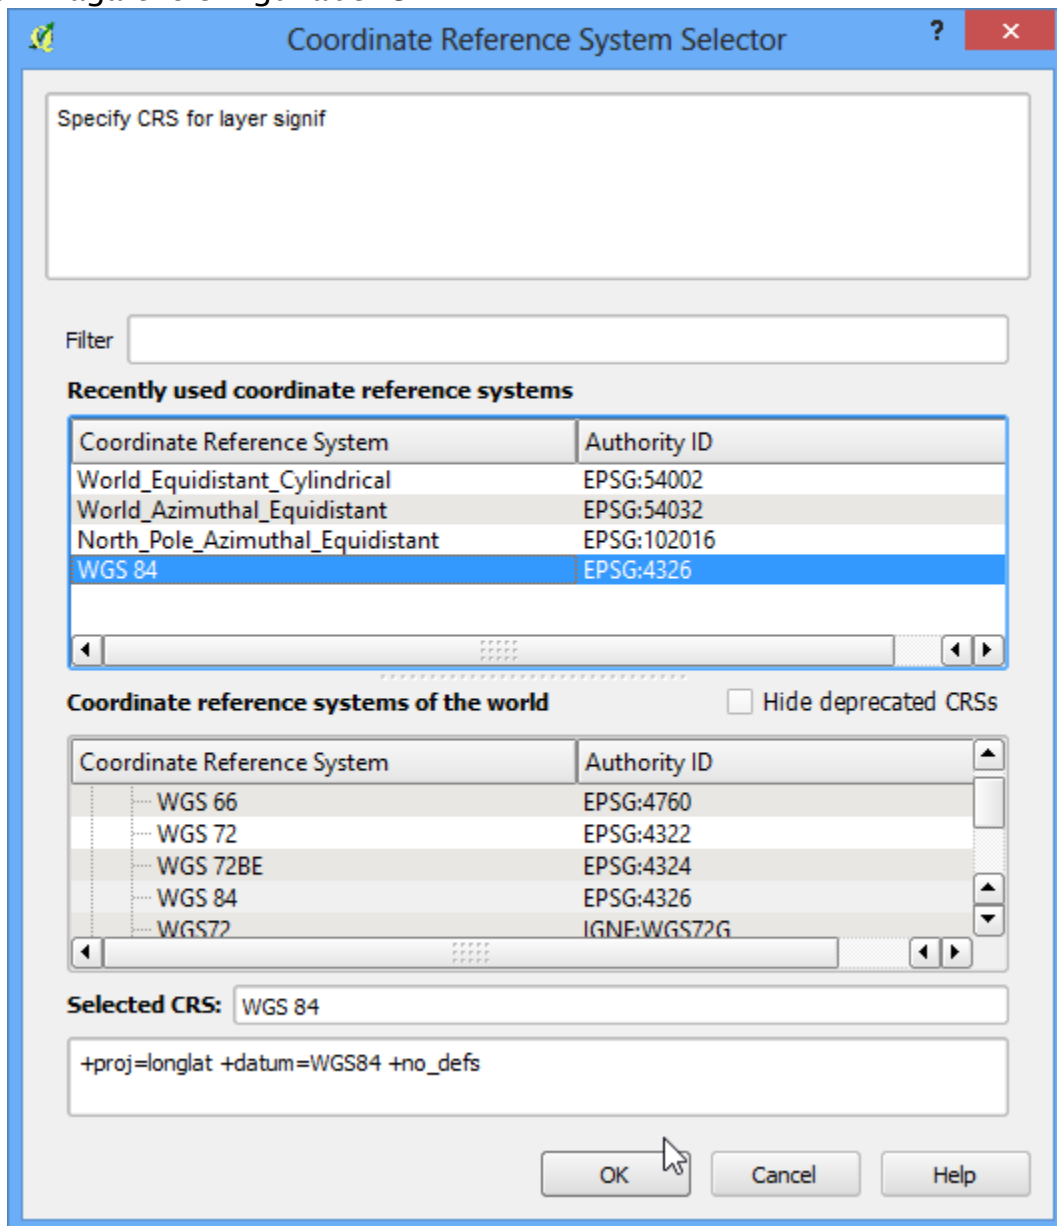 Coordinate Reference System Selector ? ×
Specify CRS for layer signif
Filter
Recently used coordinate reference systems
Coordinate Reference System Authority ID
World_Equidistant_Cylindrical EPSG:54002
World_Azimuthal_Equidistant EPSG:54032
North_Pole_Azimuthal_Equidistant EPSG:102016
WGS 84 EPSG:4326
Coordinate reference systems of the world Hide deprecated CRSs
Coordinate Reference System Authority ID
WGS 66 EPSG:4760
WGS 72 EPSG:4322
WGS 72BE EPSG:4324
WGS 84 EPSG:4326
WGS72 IGNF:WGS72G
Selected CRS: WGS 84
+proj=longlat +datum=WGS84 +no_defs
OK Cancel Help